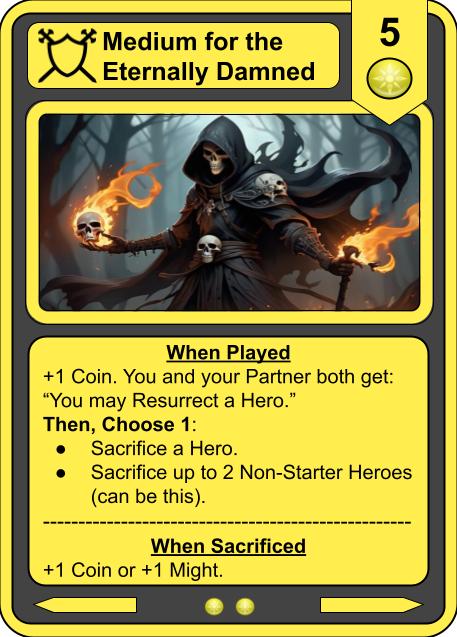 Medium for the
Eternally Damned
5
When Played
+1 Coin. You and your Partner both get:
“You may Resurrect a Hero.”
Then, Choose 1:
● Sacrifice a Hero.
● Sacrifice up to 2 Non-Starter Heroes
(can be this).
----------------------------------------------------
When Sacrificed
+1 Coin or +1 Might.